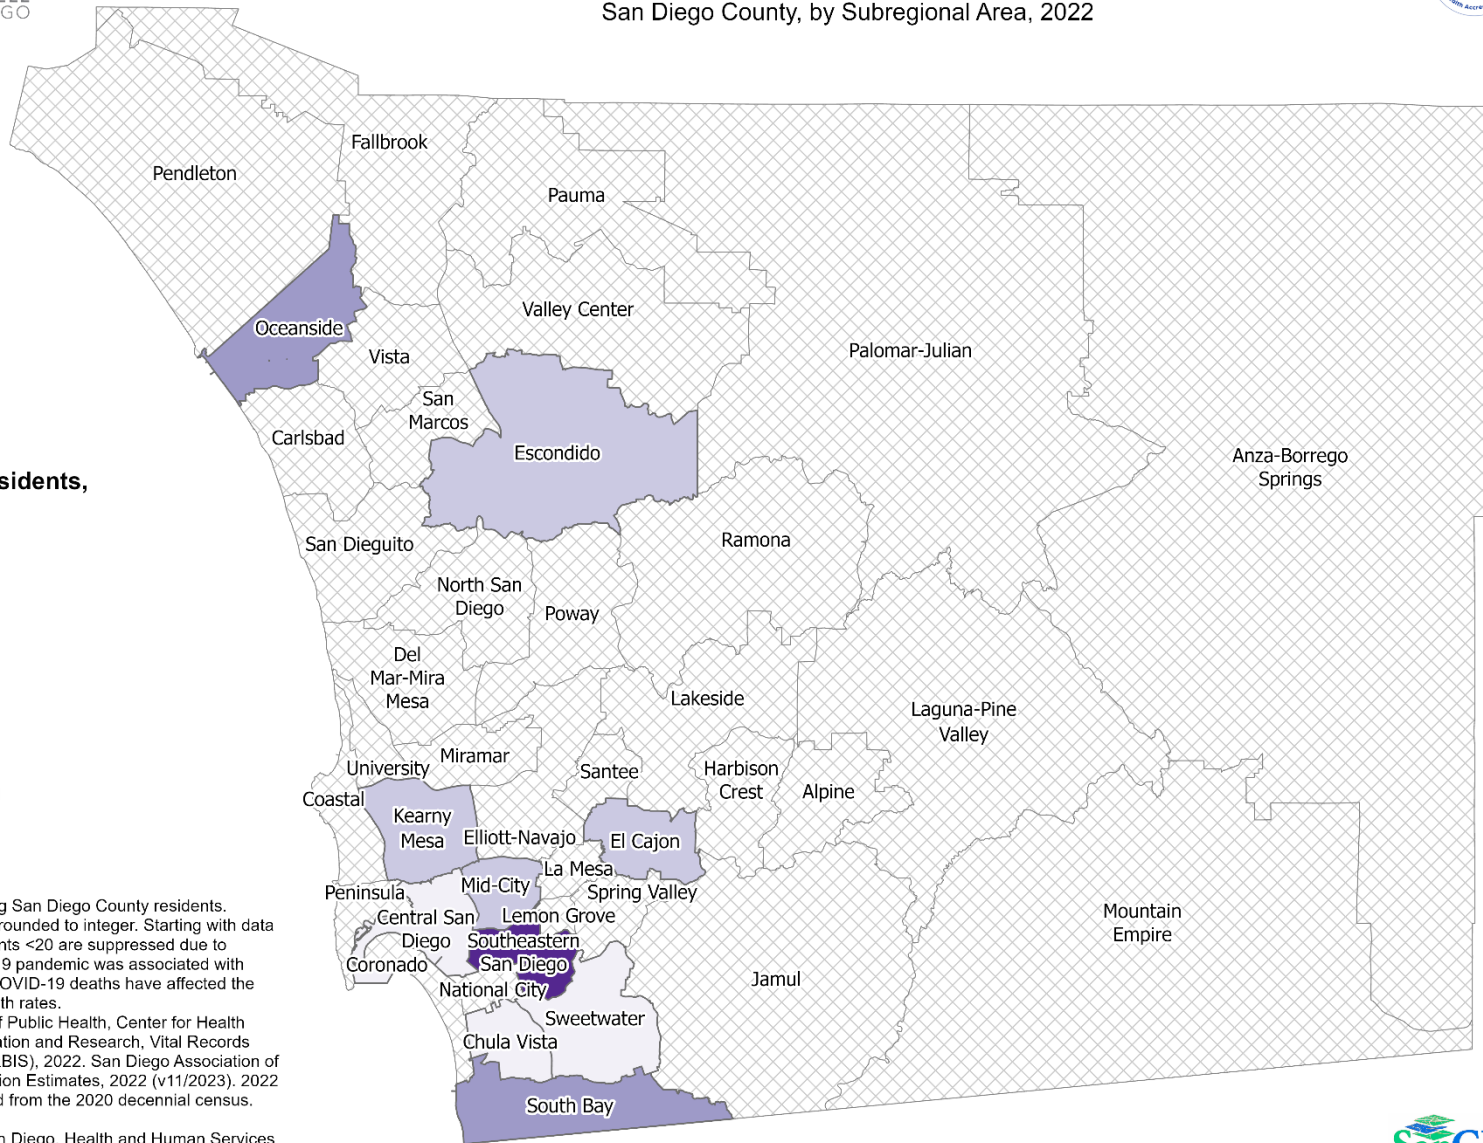 GO
San Diego County, by Subregional Area, 2022
Fallbrook
Pendleton
Pauma
Valley Center
Oceanside
Vista
Palomar-Julian
San
Marcos
Carlsbad
Escondido
Anza-Borrego
Springs
sidents,
San Dieguito
Ramona
North San
Diego
Poway
Del
Mar-Mira
Mesa
Lakeside
Laguna-Pine
Valley
Miramar
University
Santee
Harbison
Crest
Alpine
Coastal
Kearny
Mesa
Elliott-Navajo
El Cajon
La Mesa
Mid-City
Peninsula
Spring Valley
Central San
Diego
Lemon Grove
Southeastern
San Diego
Coronado
National City
Mountain
Empire
Jamul
Sweetwater
Chula Vista
South Bay
g San Diego County residents.
rounded to integer. Starting with data
nts <20 are suppressed due to
9 pandemic was associated with
OVID-19 deaths have affected the
th rates.
f Public Health, Center for Health
ation and Research, Vital Records
BIS), 2022. San Diego Association of
ion Estimates, 2022 (v11/2023). 2022
d from the 2020 decennial census.
n Diego, Health and Human Services